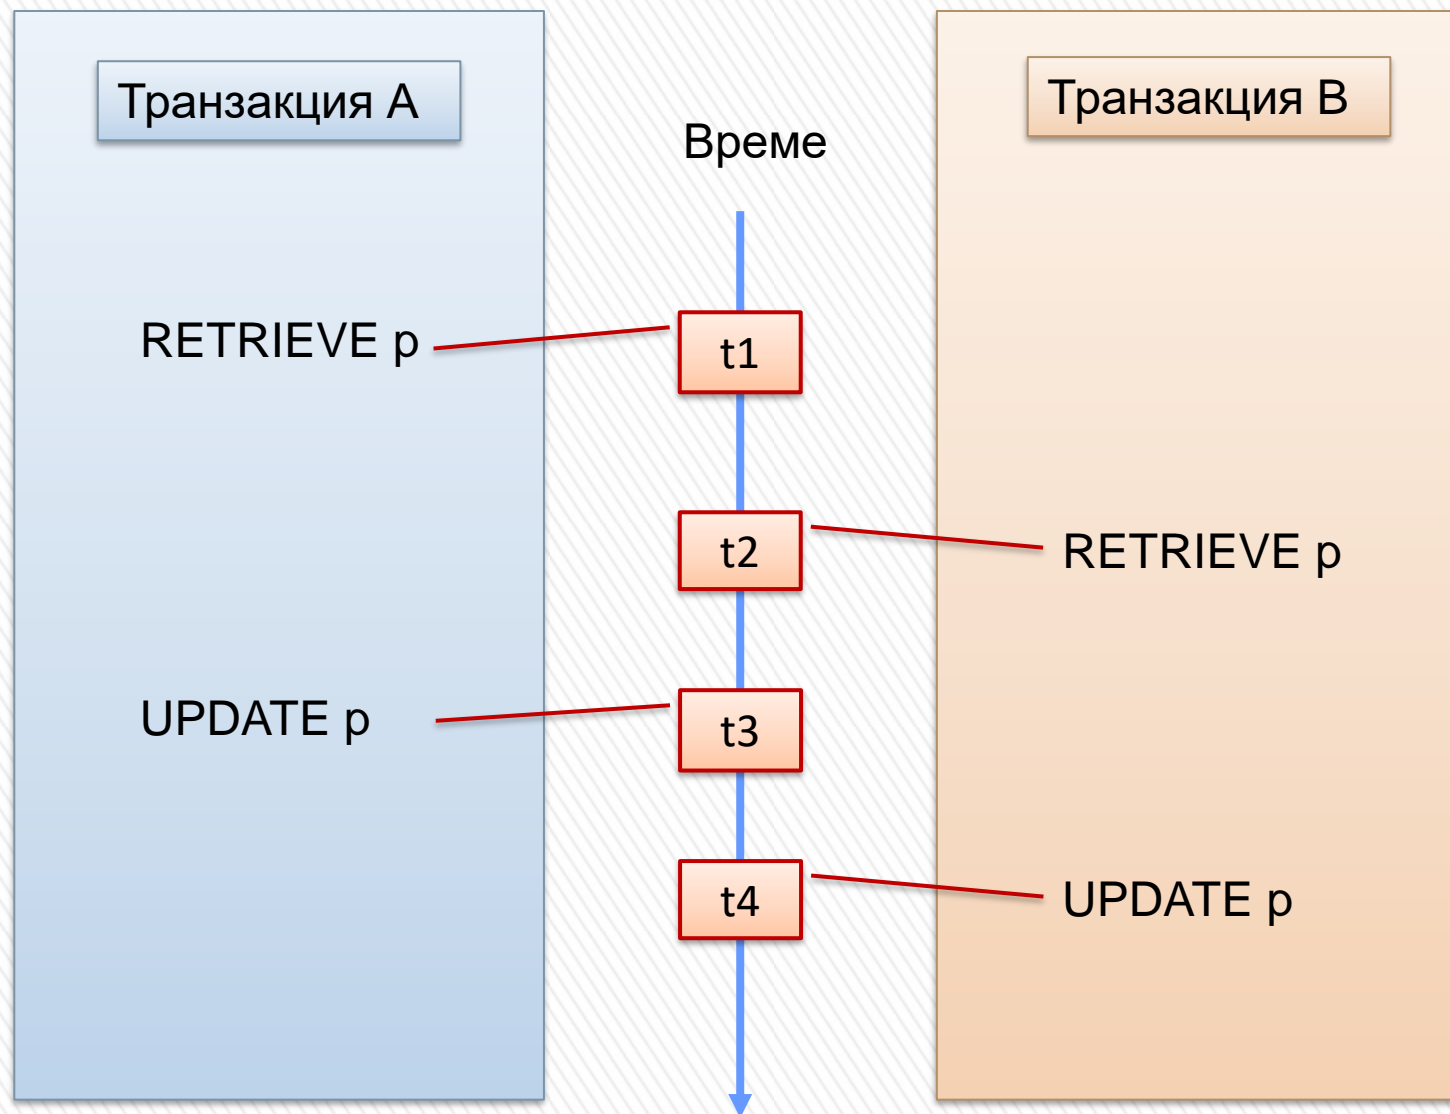 Транзакция A
Време
Транзакция B
RETRIEVE p
t1
t2
RETRIEVE p
UPDATE p
t3
t4
UPDATE p